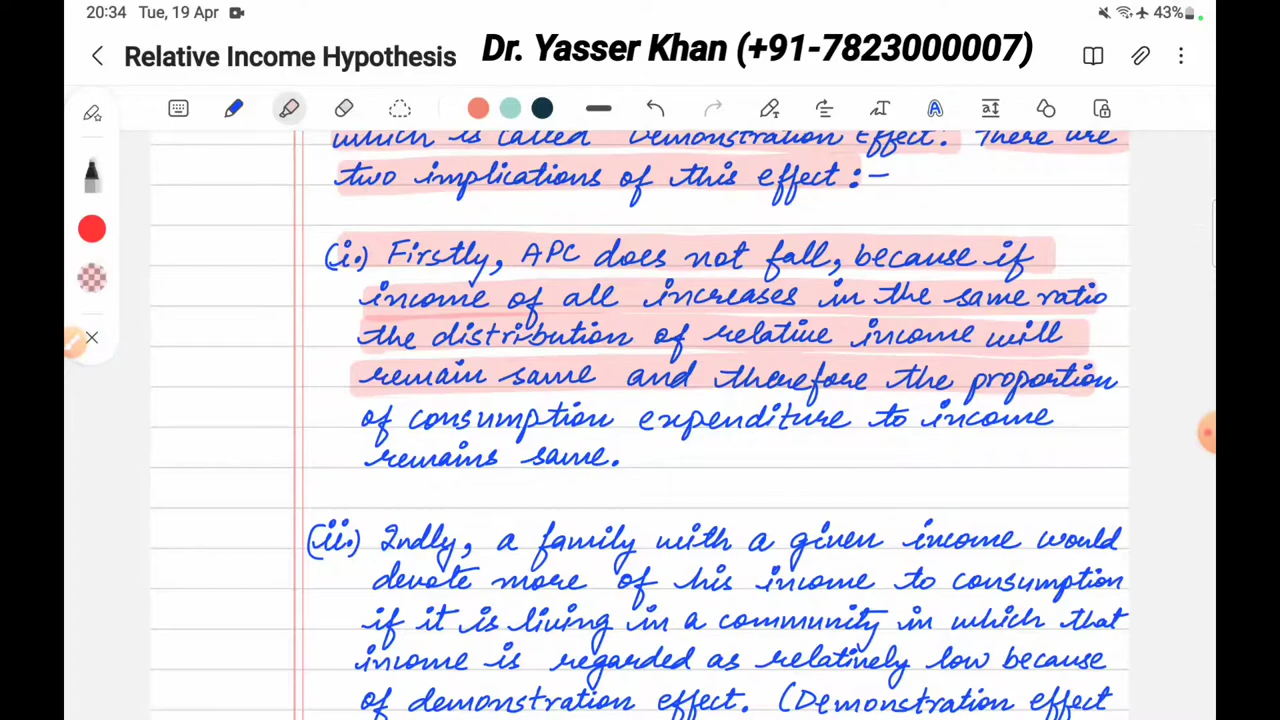 20:34 Tue, 19 Apr 43%
Relative Income Hypothesis Dr. Yasser Khan (+91-7823000007)
which is called Demonstration Effect. There are
two implications of this effect :-
(i.) Firstly, APC does not fall, because if
income of all increases in the same ratio
the distribution of relative income will
remain same and therefore the proportion
of consumption expenditure to income
remains same.
(ii.) 2ndly, a family with a given income would
devote more of his income to consumption
if it is living in a community in which that
income is regarded as relatively low because
of demonstration effect. (Demonstration effect